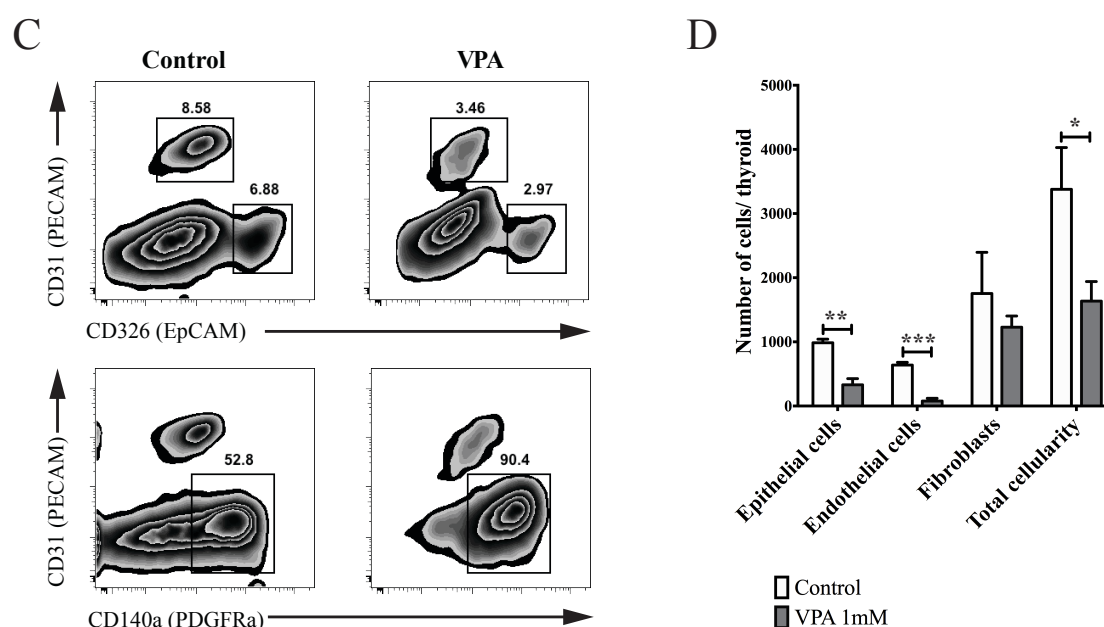 C
Control
VPA
CD31 (PECAM)
8.58
6.88
3.46
2.97
CD326 (EpCAM)
CD31 (PECAM)
52.8
90.4
CD140a (PDGFRa)
D
Number of cells/ thyroid
5000
4000
3000
2000
1000
0
**
***
*
Epithelial cells
Endothelial cells
Fibroblasts
Total cellularity
Control
VPA 1mM